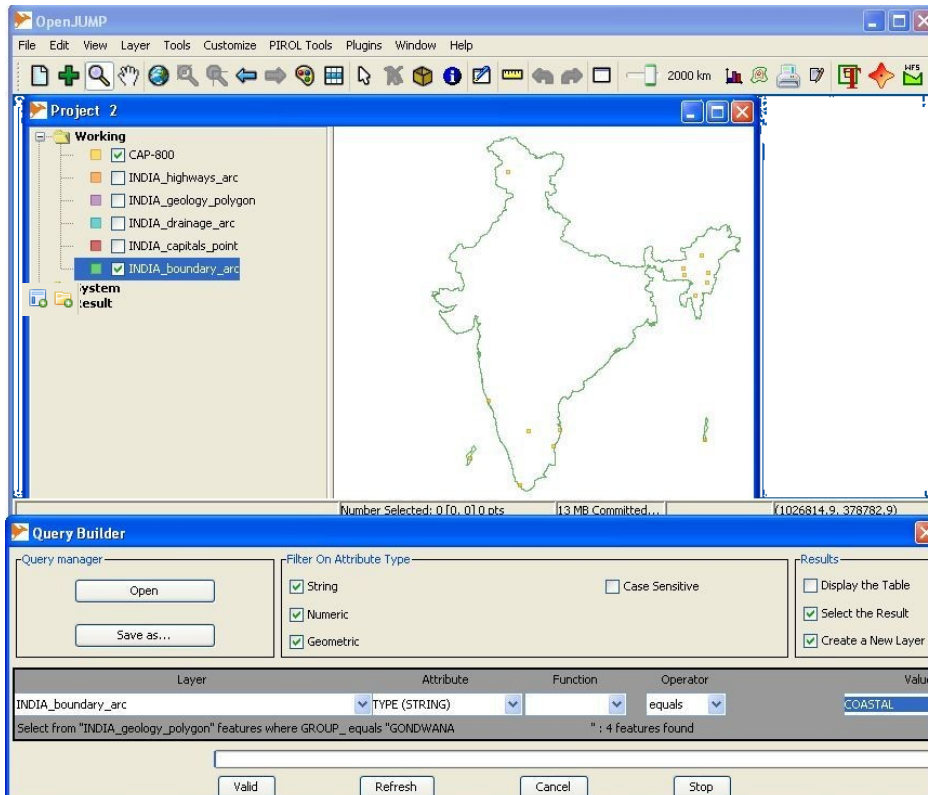 OpenJUMP
File Edit View Layer Tools Customize PIROL Tools Plugins Window Help
2000 km
WFS
Project 2
Working
CAP-800
INDIA_highways_arc
INDIA_geology_polygon
INDIA_drainage_arc
INDIA_capitals_point
INDIA_boundary_arc
ystem
esult
Number Selected: 0 [0, 0] 0 pts 13 MB Committed... (1026814.9, 378782.9)
Query Builder
Query manager Filter On Attribute Type Results
Open String Case Sensitive Display the Table
Numeric Select the Result
Save as... Geometric Create a New Layer
Layer Attribute Function Operator Valu
INDIA_boundary_arc TYPE (STRING) equals COASTAL
Select from "INDIA_geology_polygon" features where GROUP_ equals "GONDWANA " : 4 features found
Valid Refresh Cancel Stop